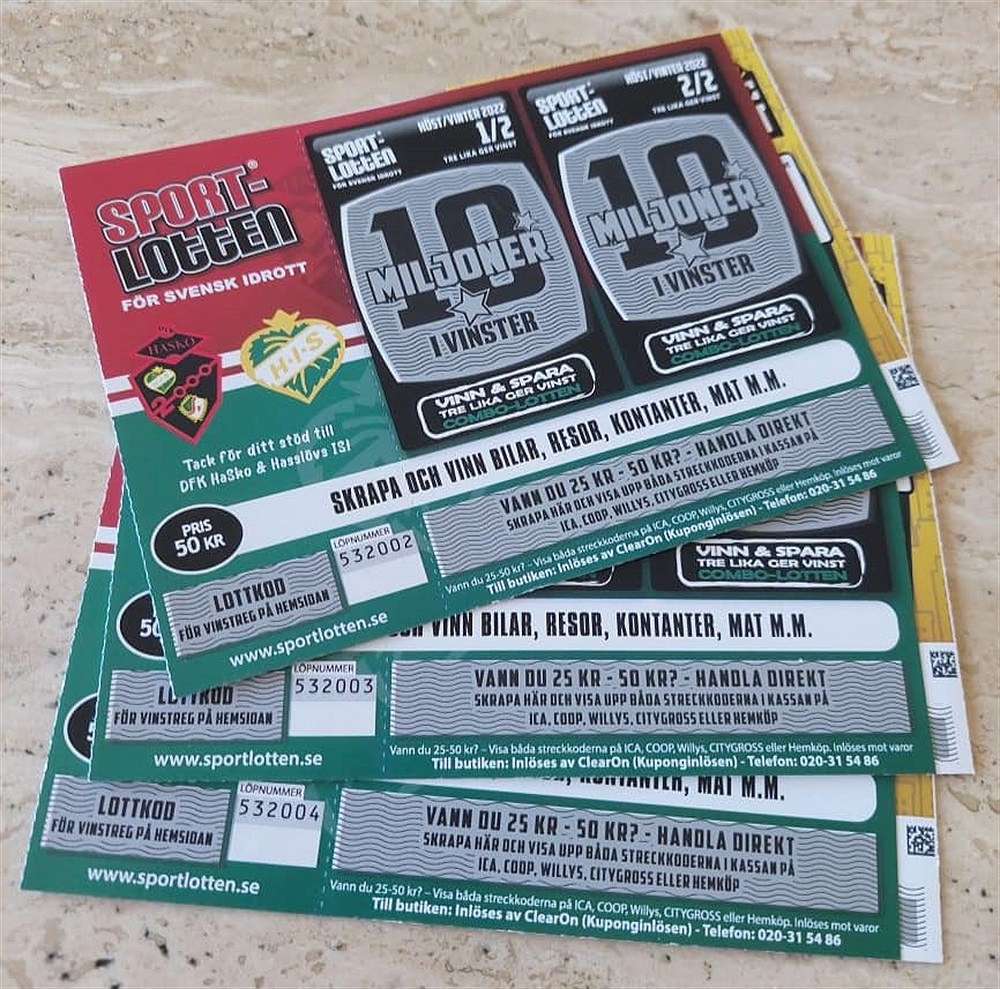 SPORT-
LOTTEN®
FÖR SVENSK IDROTT
HASKO
H-I-S
Tack för ditt stöd till
DFK HaSko & Hasslövs IS!
SPORT-
LOTTEN
FÖR SVENSK IDROTT
HÖST/VINTER 2022
1/2
TRE LIKA GER VINST
10
MILJONER
I VINSTER
VINN & SPARA
TRE LIKA GER VINST
COMBO-LOTTEN
SPORT-
LOTTEN
FÖR SVENSK IDROTT
HÖST/VINTER 2022
2/2
TRE LIKA GER VINST
10
MILJONER
I VINSTER
VINN & SPARA
TRE LIKA GER VINST
COMBO-LOTTEN
SKRAPA OCH VINN BILAR, RESOR, KONTANTER, MAT M.M.
PRIS
50 KR
LOTTKOD
FÖR VINSTREG PÅ HEMSIDAN
LÖPNUMMER
532002
www.sportlotten.se
VANN DU 25 KR - 50 KR? - HANDLA DIREKT
SKRAPA HÄR OCH VISA UPP BÅDA STRECKKODERNA I KASSAN PÅ
ICA, COOP, WILLYS, CITYGROSS ELLER HEMKÖP
Vann du 25-50 kr? – Visa båda streckkoderna på ICA, COOP, Willys, CITYGROSS eller Hemköp. Inlöses mot varor
Till butiken: Inlöses av ClearOn (Kuponginlösen) - Telefon: 020-31 54 86
VINN & SPARA
TRE LIKA GER VINST
COMBO-LOTTEN
VINN BILAR, RESOR, KONTANTER, MAT M.M.
50
LOTTKOD
FÖR VINSTREG PÅ HEMSIDAN
LÖPNUMMER
532003
www.sportlotten.se
VANN DU 25 KR - 50 KR? - HANDLA DIREKT
SKRAPA HÄR OCH VISA UPP BÅDA STRECKKODERNA I KASSAN PÅ
ICA, COOP, WILLYS, CITYGROSS ELLER HEMKÖP
Vann du 25-50 kr? – Visa båda streckkoderna på ICA, COOP, Willys, CITYGROSS eller Hemköp. Inlöses mot varor
Till butiken: Inlöses av ClearOn (Kuponginlösen) - Telefon: 020-31 54 86
KONTANTER, MAT M.M.
LOTTKOD
FÖR VINSTREG PÅ HEMSIDAN
LÖPNUMMER
532004
www.sportlotten.se
VANN DU 25 KR - 50 KR? - HANDLA DIREKT
SKRAPA HÄR OCH VISA UPP BÅDA STRECKKODERNA I KASSAN PÅ
ICA, COOP, WILLYS, CITYGROSS ELLER HEMKÖP
Vann du 25-50 kr? – Visa båda streckkoderna på ICA, COOP, Willys, CITYGROSS eller Hemköp. Inlöses mot varor
Till butiken: Inlöses av ClearOn (Kuponginlösen) - Telefon: 020-31 54 86